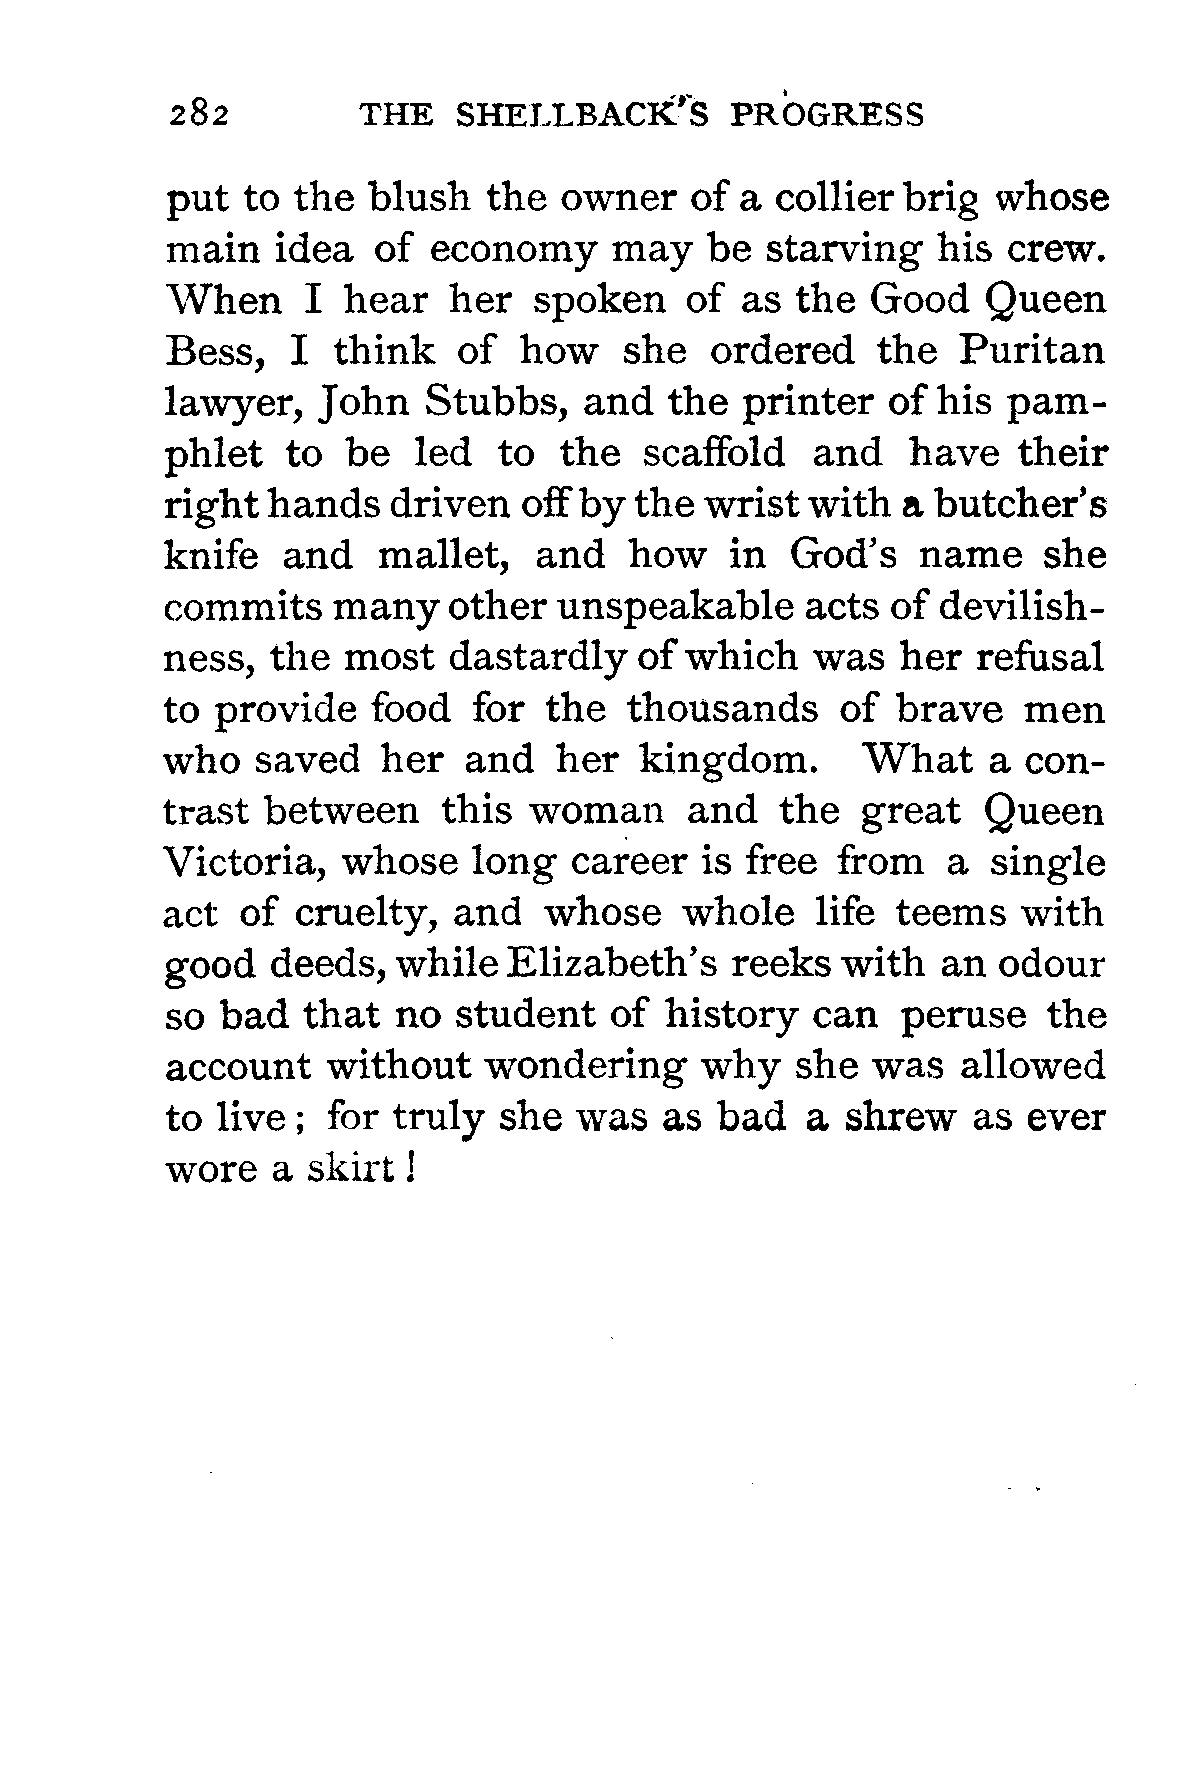 282 THE SHELLBACK'S PROGRESS
put to the blush the owner of a collier brig whose
main idea of economy may be starving his crew.
When I hear her spoken of as the Good Queen
Bess, I think of how she ordered the Puritan
lawyer, John Stubbs, and the printer of his pam-
phlet to be led to the scaffold and have their
right hands driven off by the wrist with a butcher's
knife and mallet, and how in God's name she
commits many other unspeakable acts of devilish-
ness, the most dastardly of which was her refusal
to provide food for the thousands of brave men
who saved her and her kingdom. What a con-
trast between this woman and the great Queen
Victoria, whose long career is free from a single
act of cruelty, and whose whole life teems with
good deeds, while Elizabeth's reeks with an odour
so bad that no student of history can peruse the
account without wondering why she was allowed
to live ; for truly she was as bad a shrew as ever
wore a skirt !